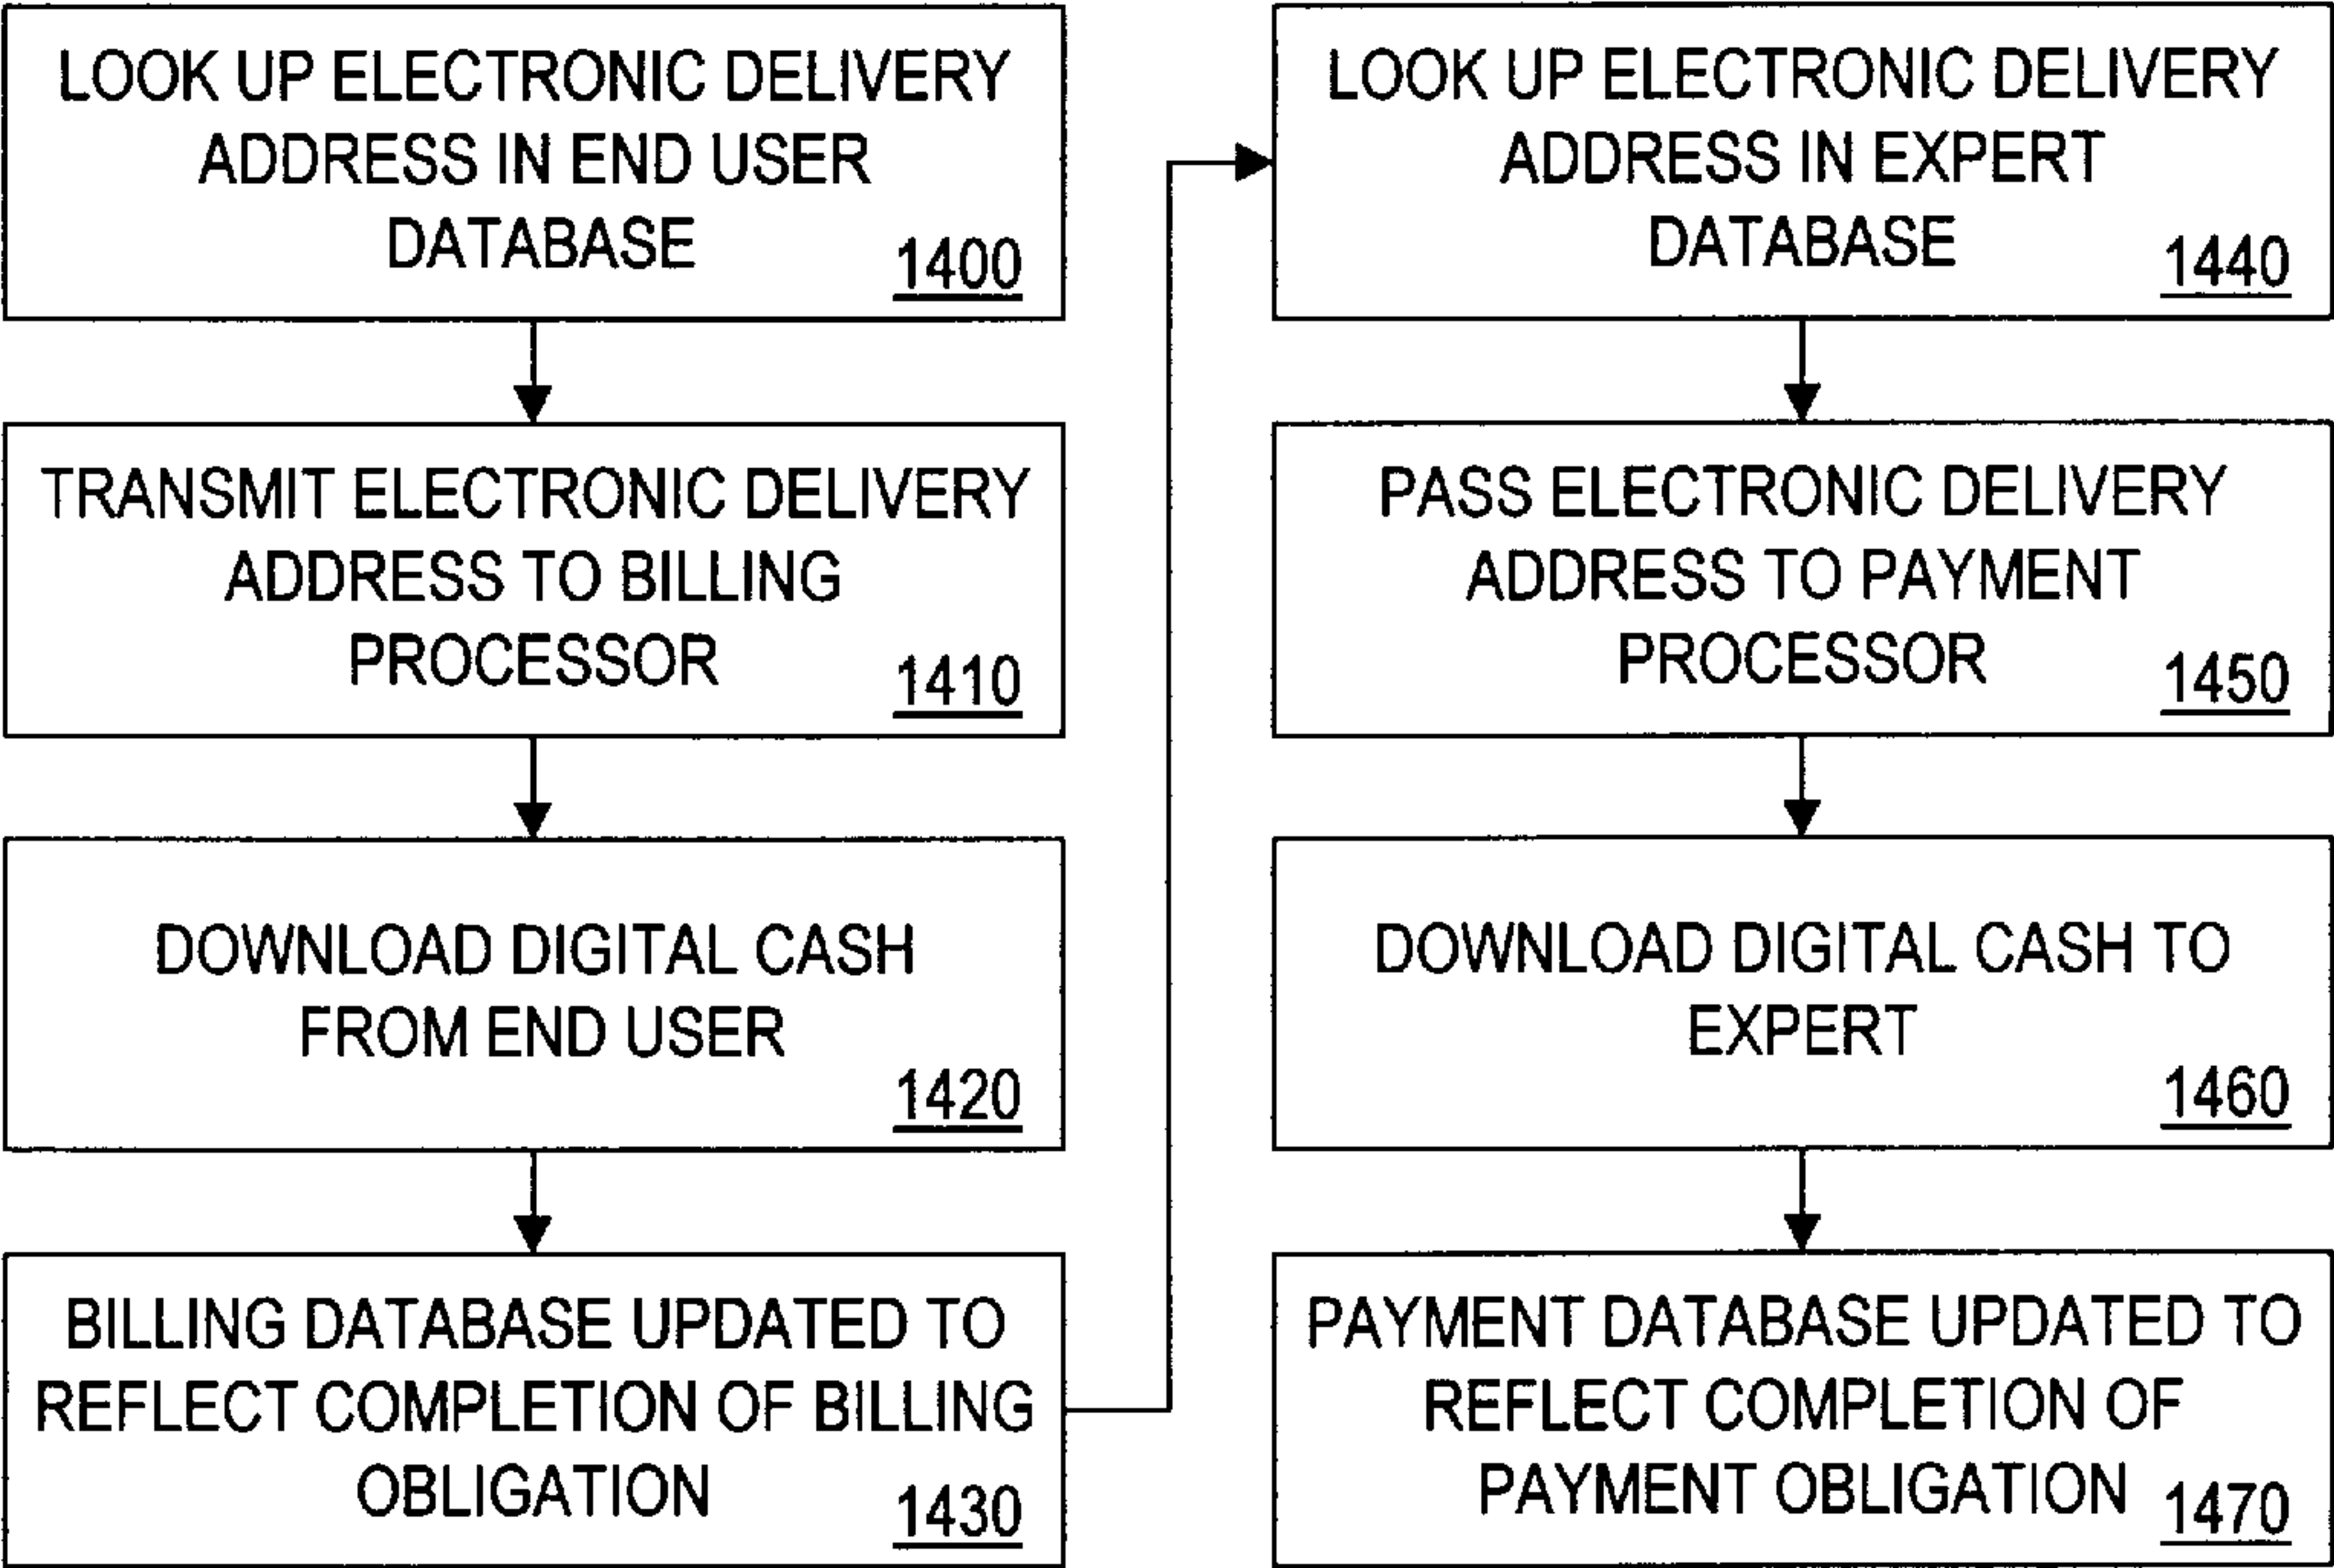 LOOK UP ELECTRONIC DELIVERY
ADDRESS IN END USER
DATABASE
1400
TRANSMIT ELECTRONIC DELIVERY
ADDRESS TO BILLING
PROCESSOR
1410
DOWNLOAD DIGITAL CASH
FROM END USER
1420
BILLING DATABASE UPDATED TO
REFLECT COMPLETION OF BILLING
OBLIGATION
1430
LOOK UP ELECTRONIC DELIVERY
ADDRESS IN EXPERT
DATABASE
1440
PASS ELECTRONIC DELIVERY
ADDRESS TO PAYMENT
PROCESSOR
1450
DOWNLOAD DIGITAL CASH TO
EXPERT
1460
PAYMENT DATABASE UPDATED TO
REFLECT COMPLETION OF
PAYMENT OBLIGATION
1470